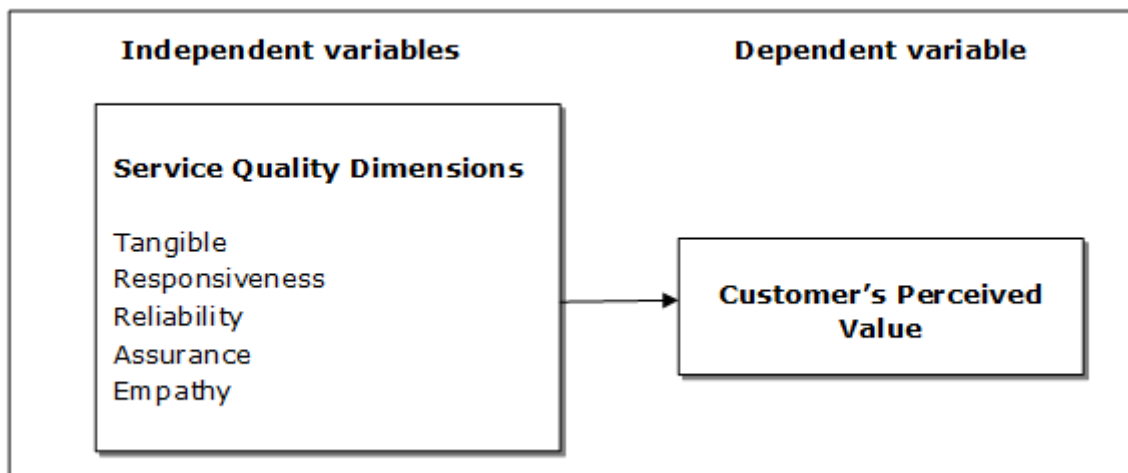 Independent variables
Dependent variable
Service Quality Dimensions
Tangible
Responsiveness
Reliability
Assurance
Empathy
Customer’s Perceived
Value